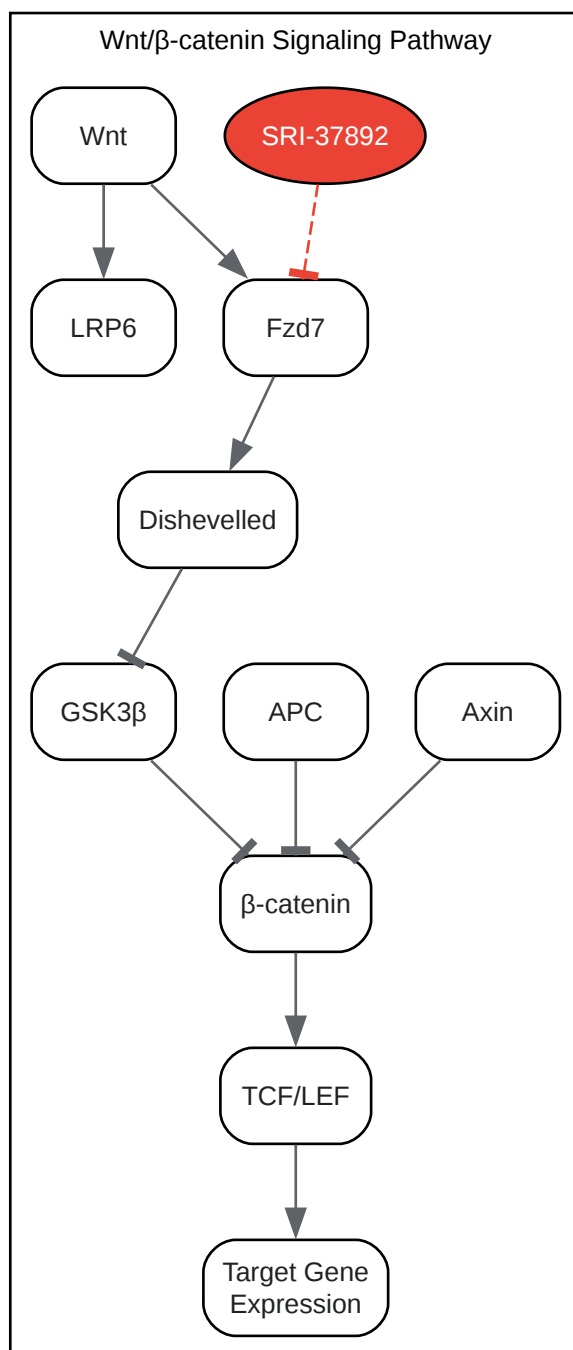 Wnt/β-catenin Signaling Pathway
Wnt
SRI-37892
LRP6
Fzd7
Dishevelled
GSK3β
APC
Axin
β-catenin
TCF/LEF
Target Gene
Expression